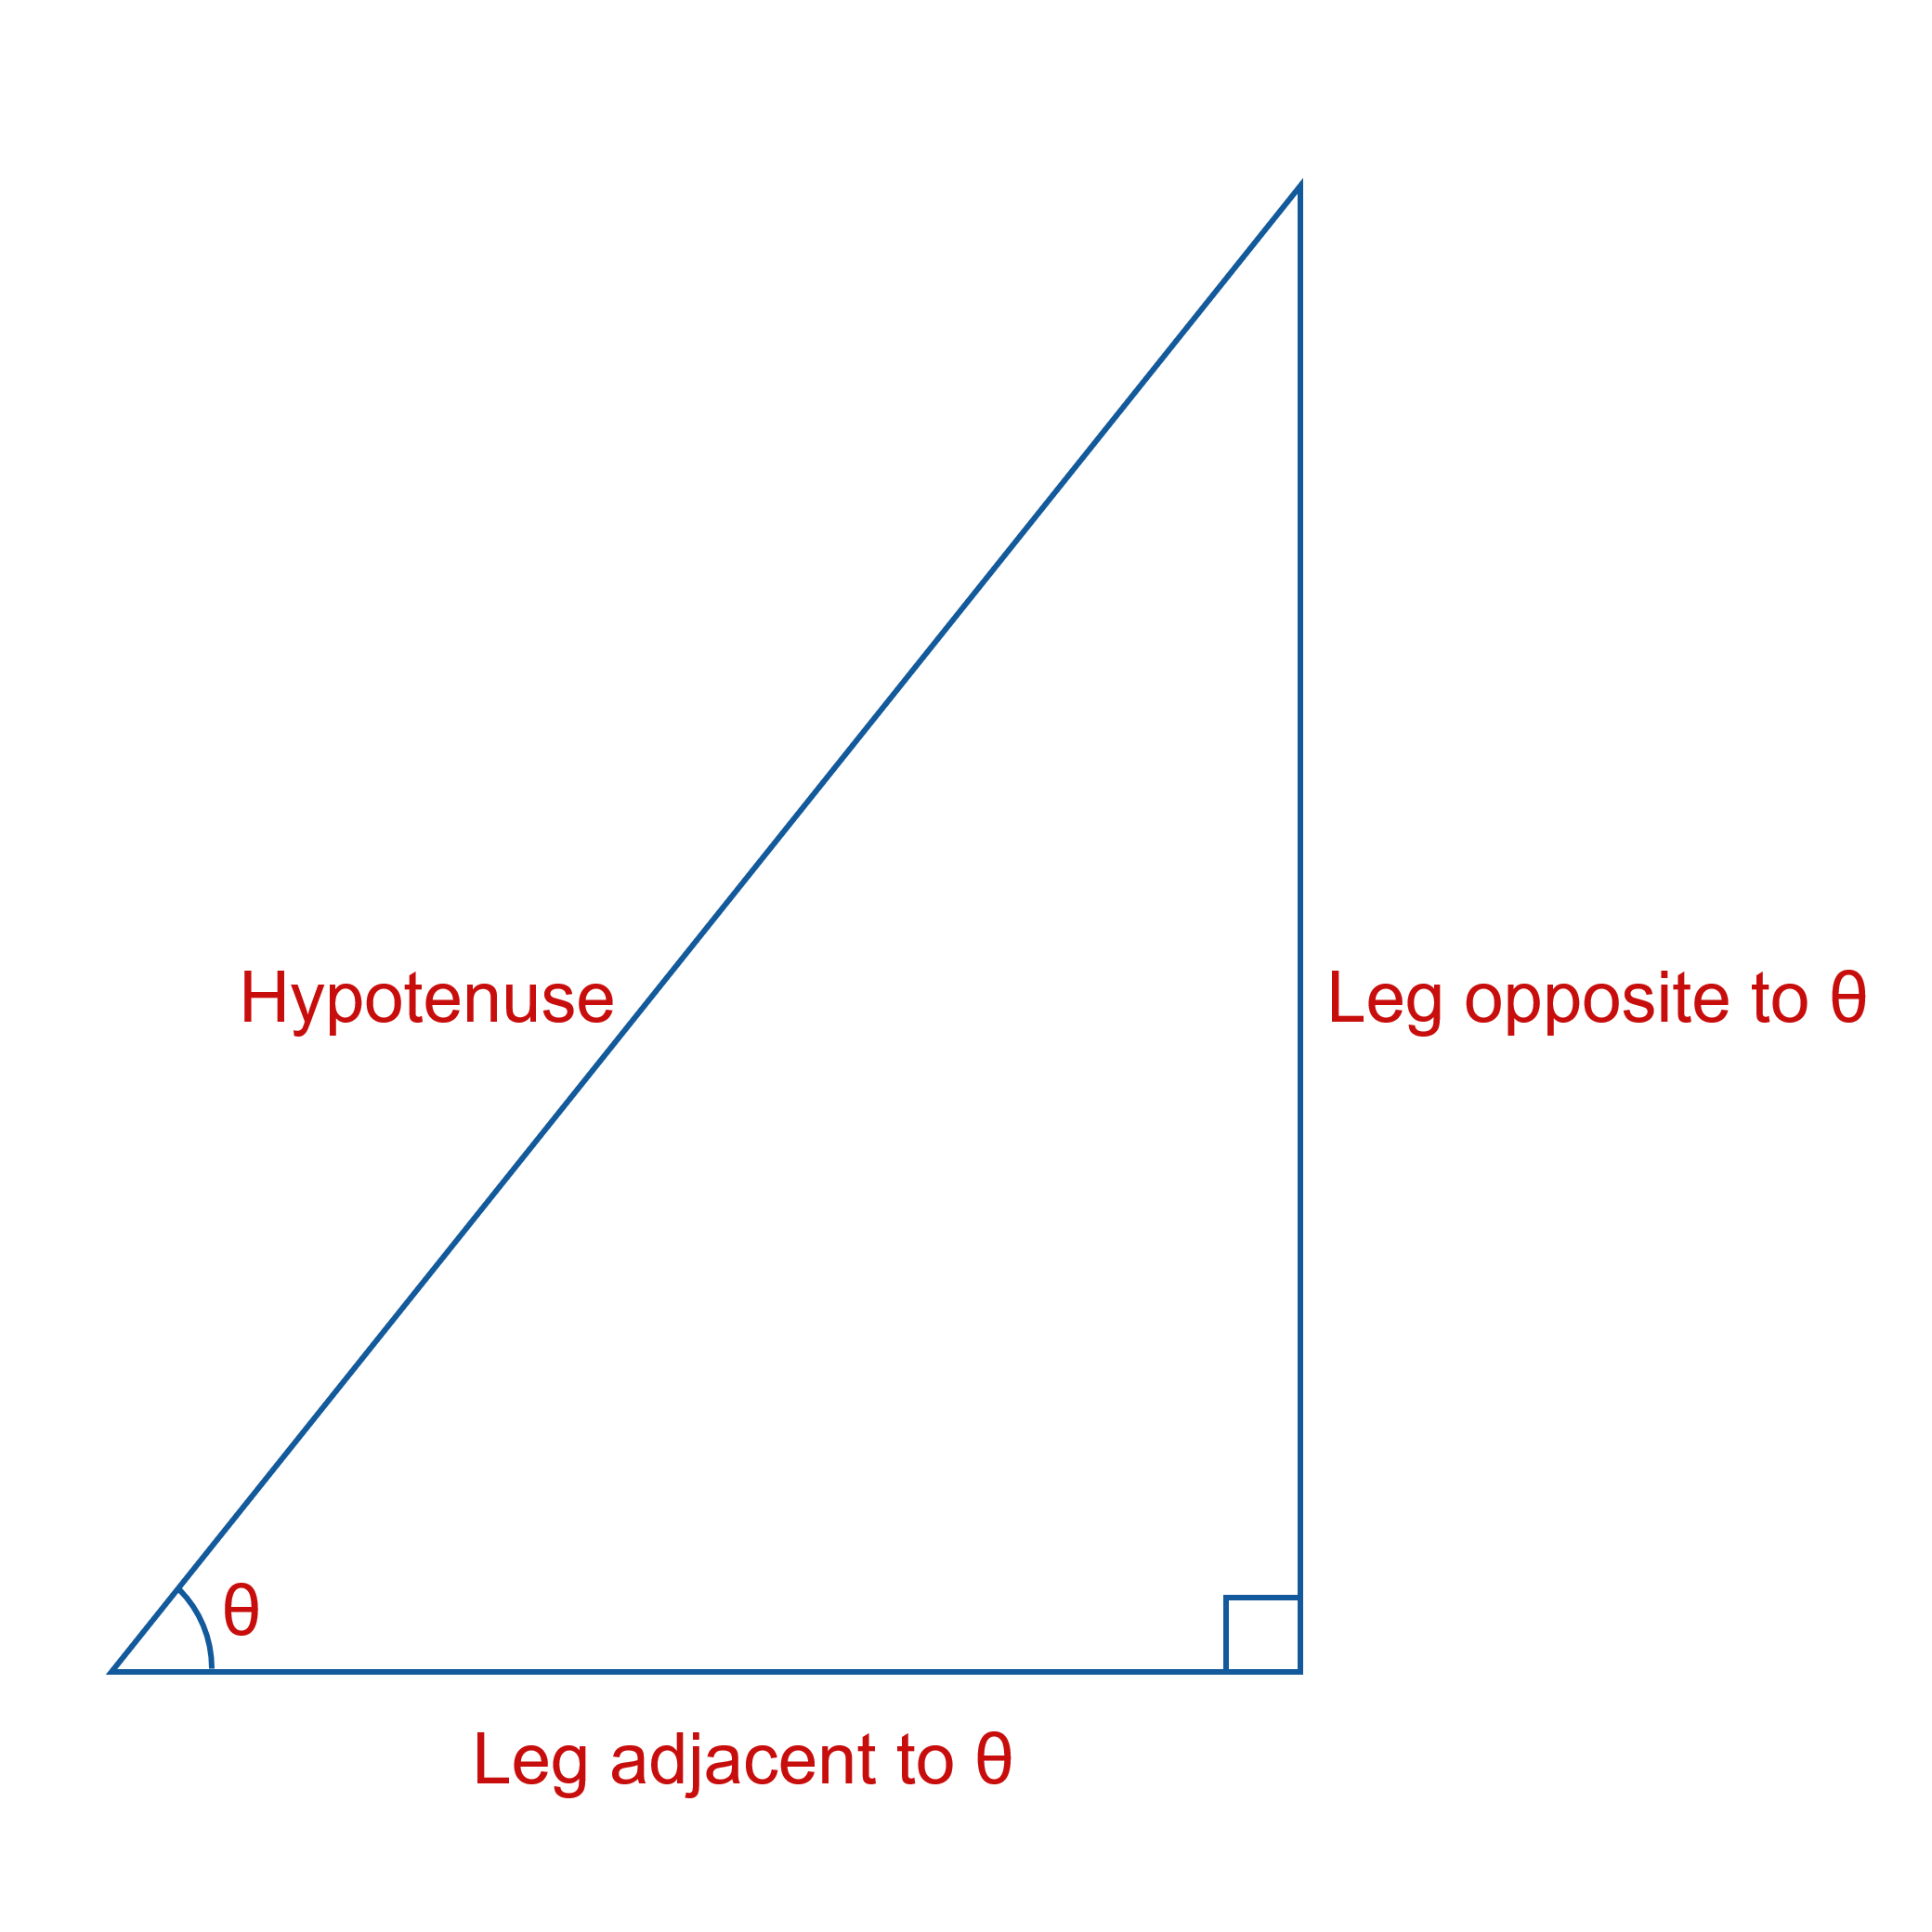 Hypotenuse
Leg opposite to θ
θ
Leg adjacent to θ